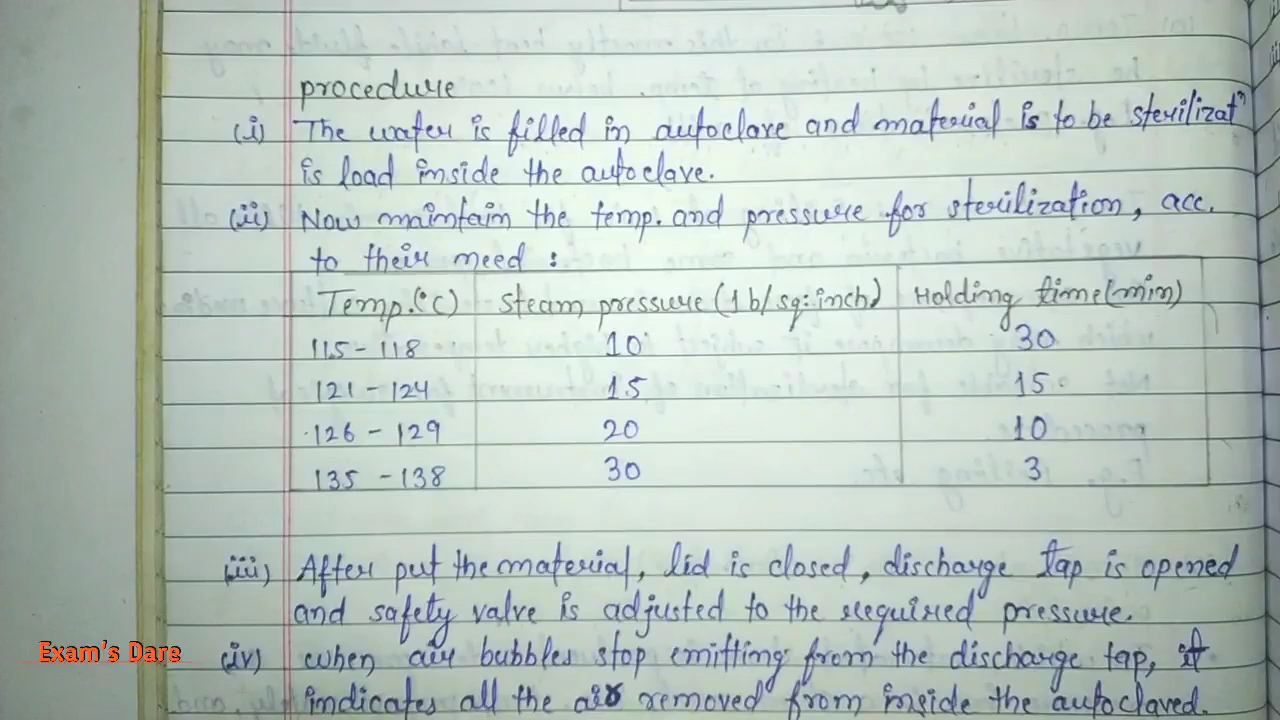 procedure
(i) The water is filled in autoclave and material is to be sterilizatⁿ
is load inside the autoclave.
(ii) Now maintain the temp. and pressure for sterilization, acc.
to their need :
Temp.(°C) Steam pressure (1b/sq:inch) Holding time(min)
115 - 118 10 30
121 - 124 15 15
126 - 129 20 10
135 - 138 30 3
(iii) After put the material, lid is closed, discharge tap is opened
and safety valve is adjusted to the required pressure.
(iv) when air bubbles stop emitting from the discharge tap, it
indicates all the air removed from inside the autoclaved.
Exam's Dare